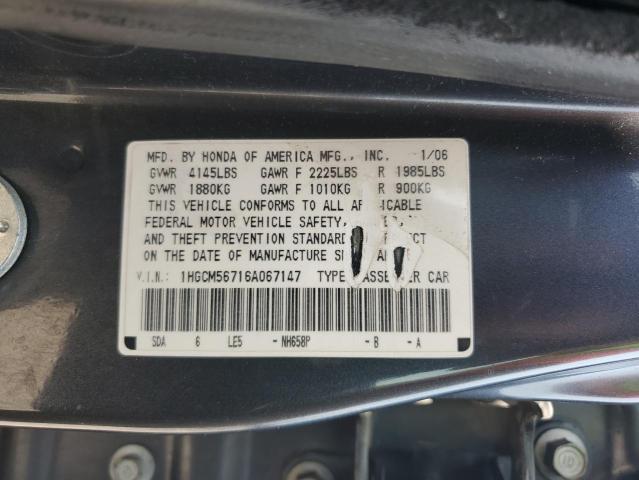 MFD. BY HONDA OF AMERICA MFG., INC. 1/06
GVWR 4145LBS GAWR F 2225LBS R 1985LBS
GVWR 1880KG GAWR F 1010KG R 900KG
THIS VEHICLE CONFORMS TO ALL
FEDERAL MOTOR VEHICLE SAFETY,
AND THEFT PREVENTION STANDARD
ON THE DATE OF MANUFACTURE
V.I.N.: 1HGCM56716A067147 TYPE PASSENGER CAR
SDA 6 LE5 - NH658P - B - A